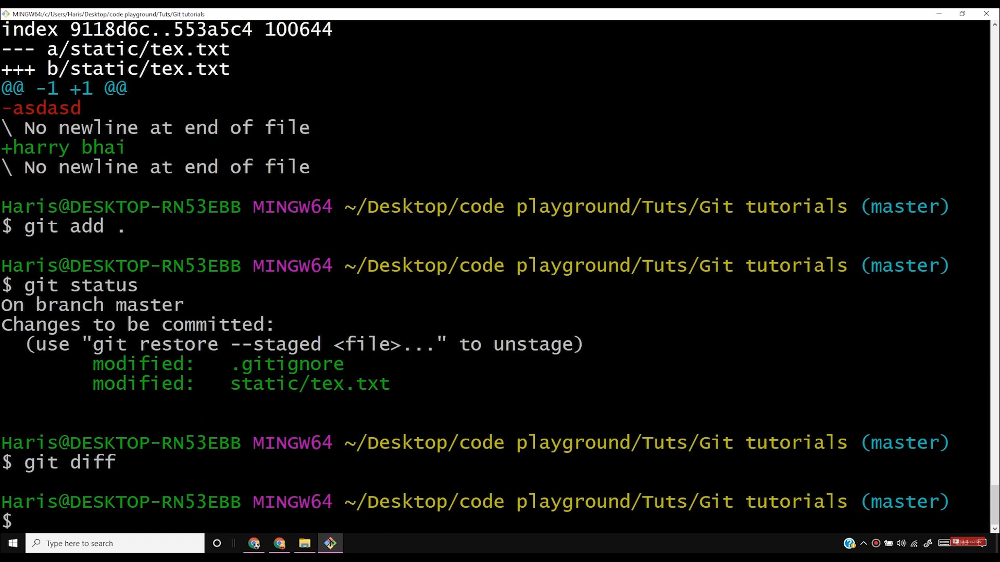 MINGW64:/c/Users/Haris/Desktop/code playground/Tuts/Git tutorials
index 9118d6c..553a5c4 100644
--- a/static/tex.txt
+++ b/static/tex.txt
@@ -1 +1 @@
-asdasd
\ No newline at end of file
+harry bhai
\ No newline at end of file
Haris@DESKTOP-RN53EBB MINGW64 ~/Desktop/code playground/Tuts/Git tutorials (master)
$ git add .
Haris@DESKTOP-RN53EBB MINGW64 ~/Desktop/code playground/Tuts/Git tutorials (master)
$ git status
On branch master
Changes to be committed:
  (use "git restore --staged <file>..." to unstage)
        modified:   .gitignore
        modified:   static/tex.txt
Haris@DESKTOP-RN53EBB MINGW64 ~/Desktop/code playground/Tuts/Git tutorials (master)
$ git diff
Haris@DESKTOP-RN53EBB MINGW64 ~/Desktop/code playground/Tuts/Git tutorials (master)
$
Type here to search
Subscribe